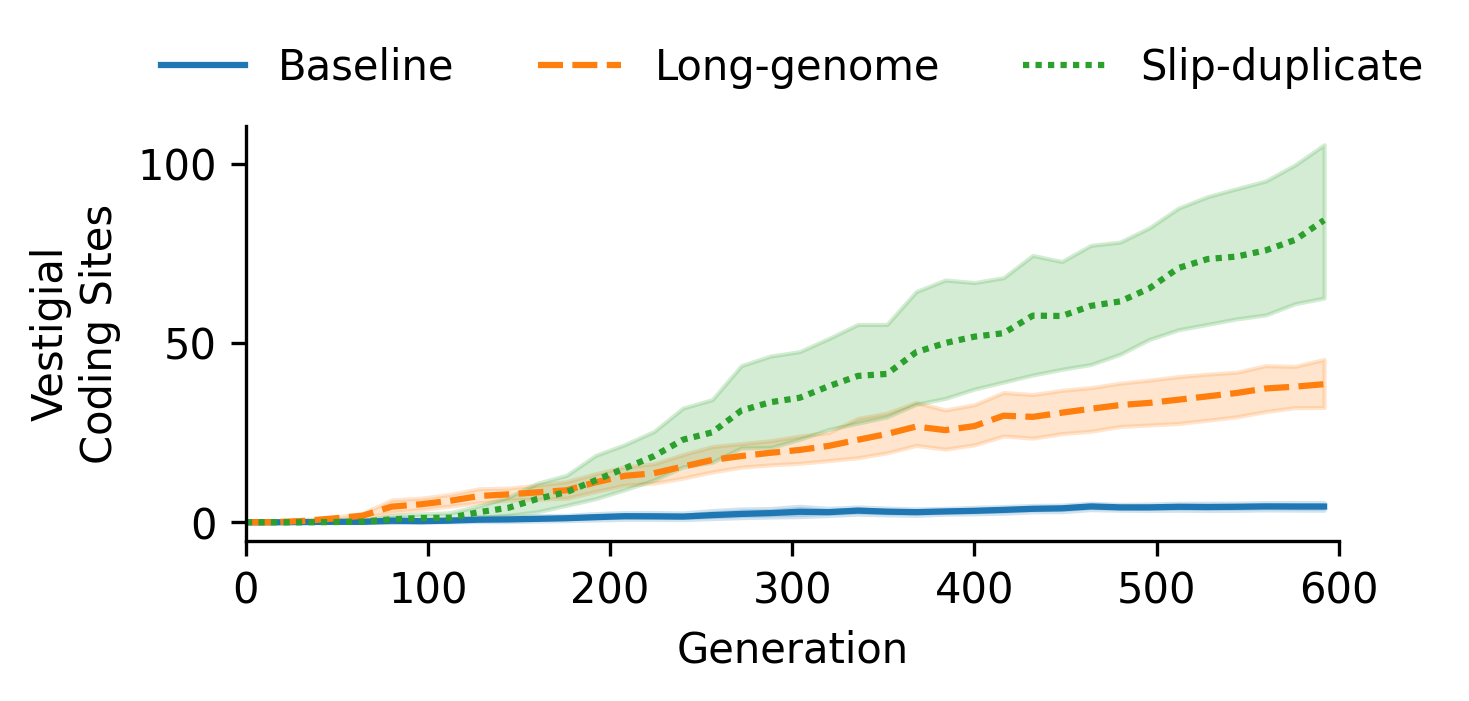 Baseline Long-genome Slip-duplicate
Vestigial
Coding Sites
100
50
0
0 100 200 300 400 500 600
Generation